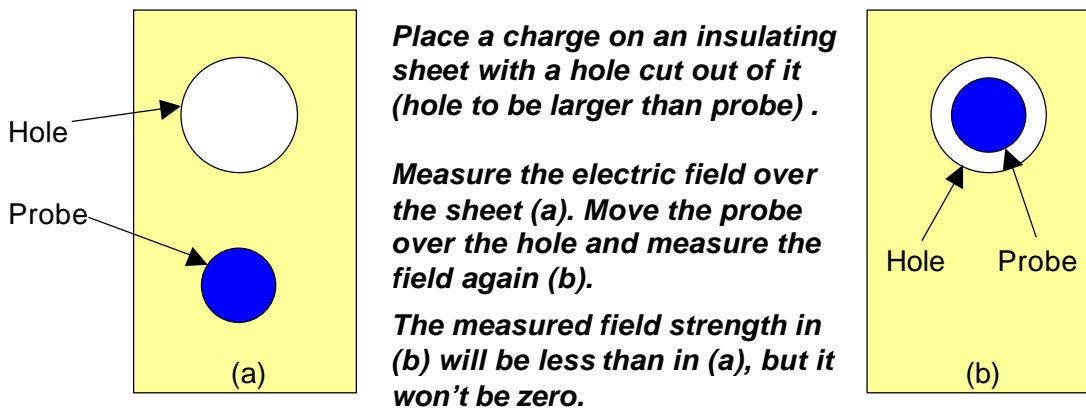 Hole
Probe
(a)
Place a charge on an insulating
sheet with a hole cut out of it
(hole to be larger than probe) .
Measure the electric field over
the sheet (a). Move the probe
over the hole and measure the
field again (b).
The measured field strength in
(b) will be less than in (a), but it
won't be zero.
Hole
Probe
(b)